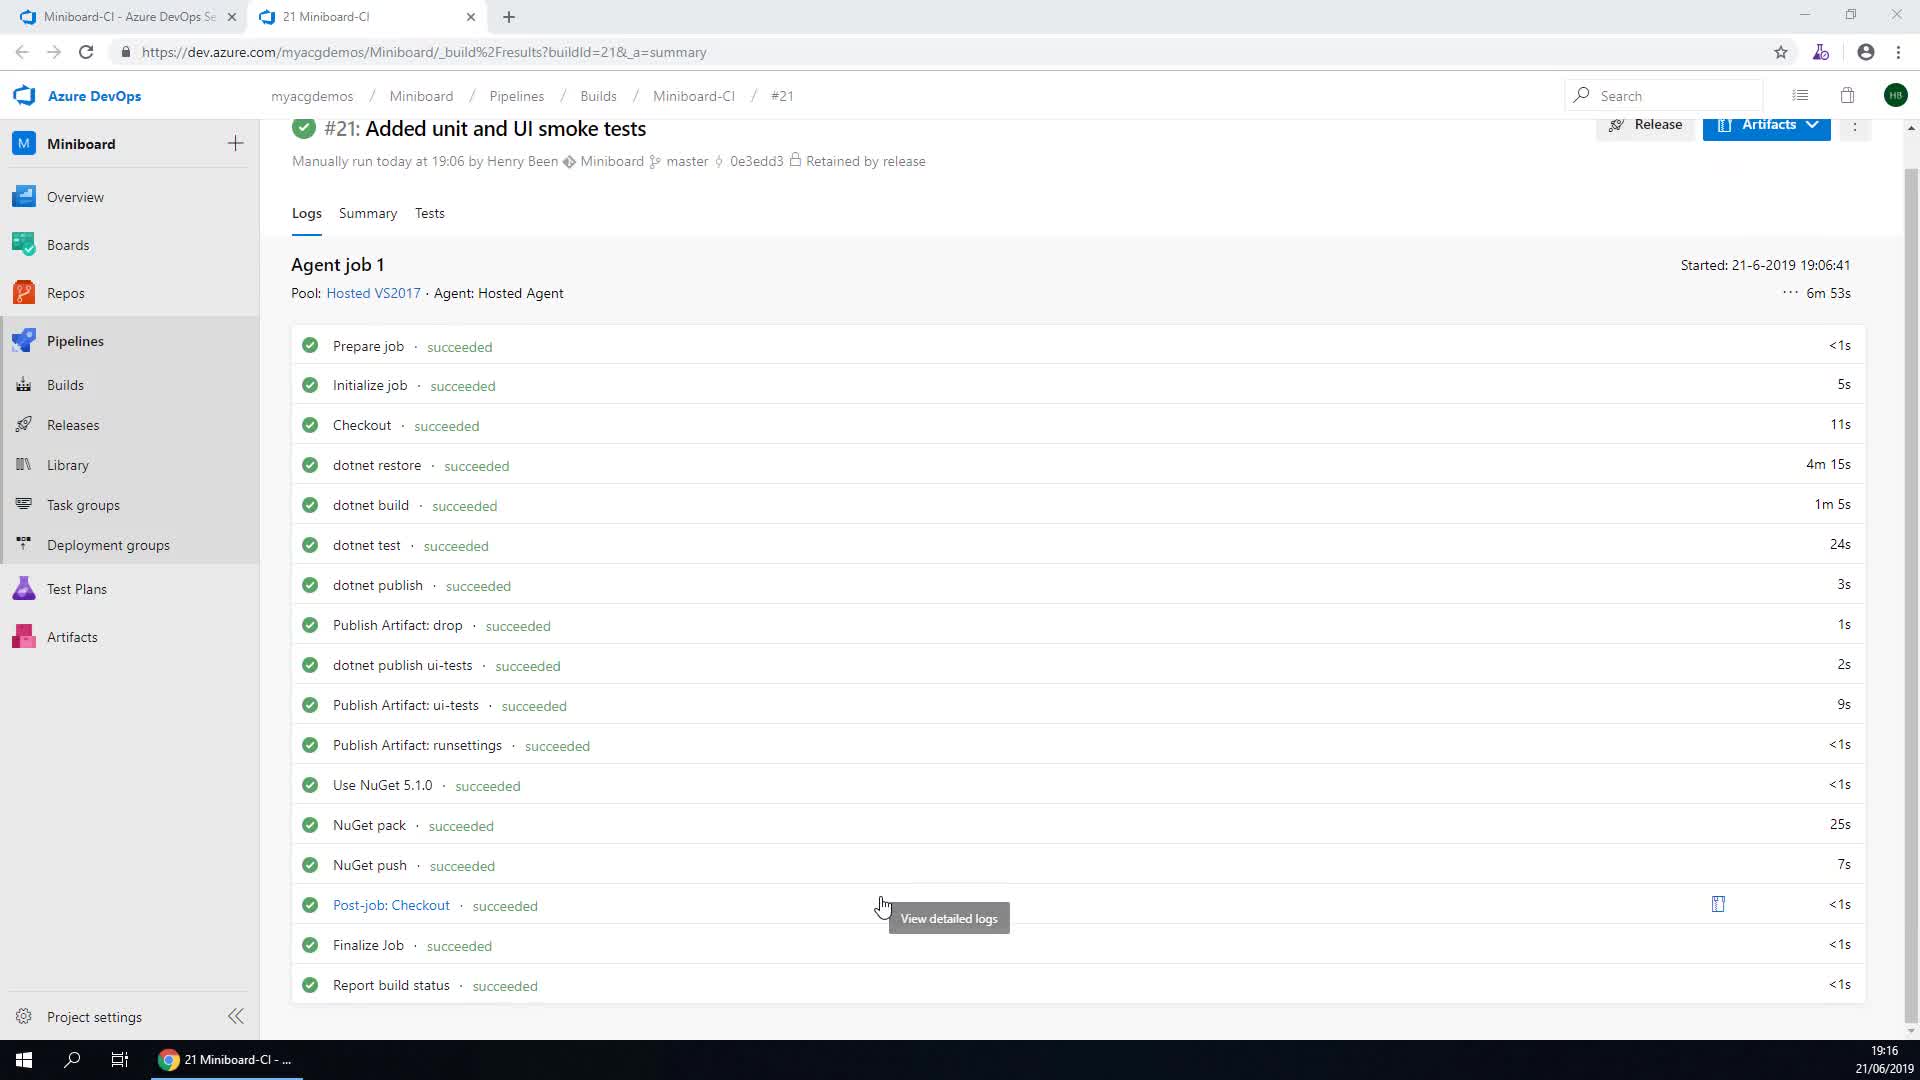 Miniboard-CI - Azure DevOps Se
21 Miniboard-CI
https://dev.azure.com/myacgdemos/Miniboard/_build%2Fresults?buildId=21&_a=summary
Azure DevOps
myacgdemos / Miniboard / Pipelines / Builds / Miniboard-CI / #21
Search
HB
M Miniboard
Overview
Boards
Repos
Pipelines
Builds
Releases
Library
Task groups
Deployment groups
Test Plans
Artifacts
Project settings
#21: Added unit and UI smoke tests
Release
Artifacts
Manually run today at 19:06 by Henry Been Miniboard master 0e3edd3 Retained by release
Logs Summary Tests
Agent job 1
Started: 21-6-2019 19:06:41
Pool: Hosted VS2017 · Agent: Hosted Agent
··· 6m 53s
Prepare job · succeeded <1s
Initialize job · succeeded 5s
Checkout · succeeded 11s
dotnet restore · succeeded 4m 15s
dotnet build · succeeded 1m 5s
dotnet test · succeeded 24s
dotnet publish · succeeded 3s
Publish Artifact: drop · succeeded 1s
dotnet publish ui-tests · succeeded 2s
Publish Artifact: ui-tests · succeeded 9s
Publish Artifact: runsettings · succeeded <1s
Use NuGet 5.1.0 · succeeded <1s
NuGet pack · succeeded 25s
NuGet push · succeeded 7s
Post-job: Checkout · succeeded <1s
View detailed logs
Finalize Job · succeeded <1s
Report build status · succeeded <1s
21 Miniboard-CI - ...
19:16
21/06/2019